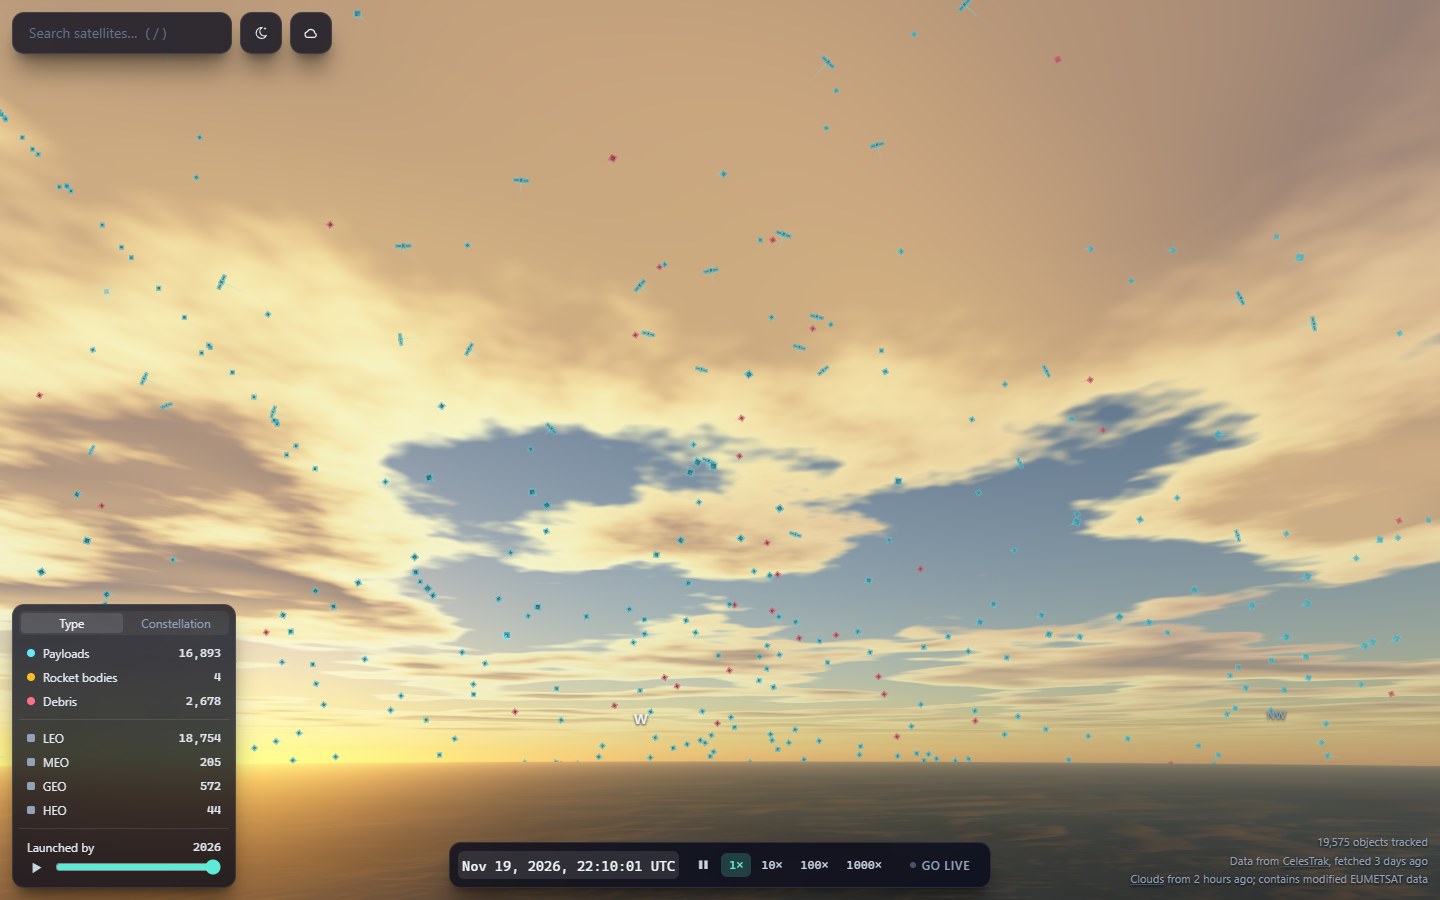 Search satellites... ( / )
Type Constellation
Payloads 16,893
Rocket bodies 4
Debris 2,678
LEO 18,754
MEO 205
GEO 572
HEO 44
Launched by 2026
W
NW
Nov 19, 2026, 22:10:01 UTC 1× 10× 100× 1000× GO LIVE
19,575 objects tracked
Data from CelesTrak, fetched 3 days ago
Clouds from 2 hours ago; contains modified EUMETSAT data